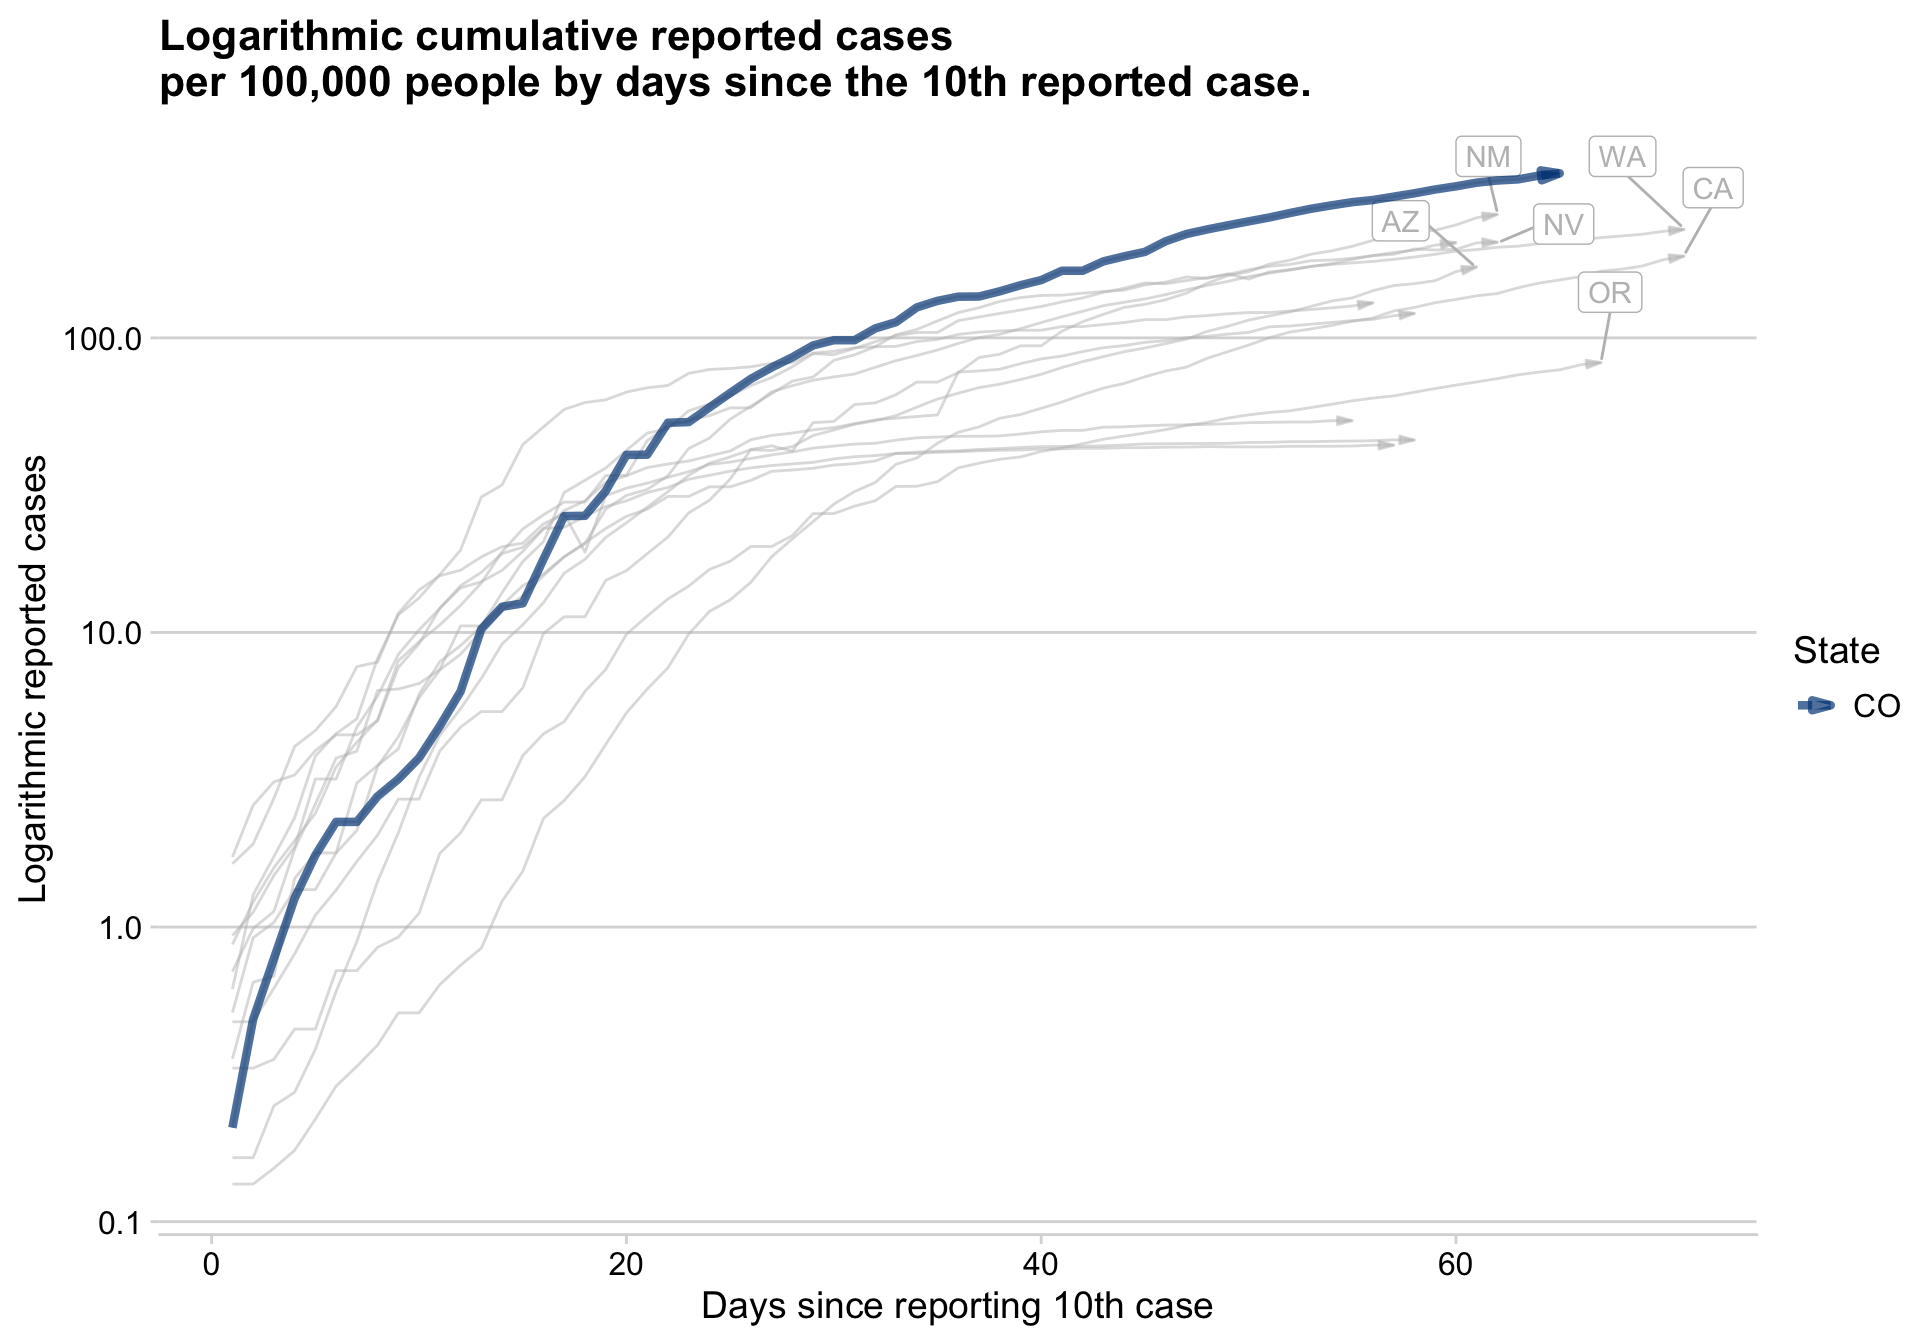 Logarithmic cumulative reported cases
per 100,000 people by days since the 10th reported case.
NM
WA
CA
AZ
NV
OR
100.0
10.0
1.0
0.1
Logarithmic reported cases
0
20
40
60
Days since reporting 10th case
State
CO